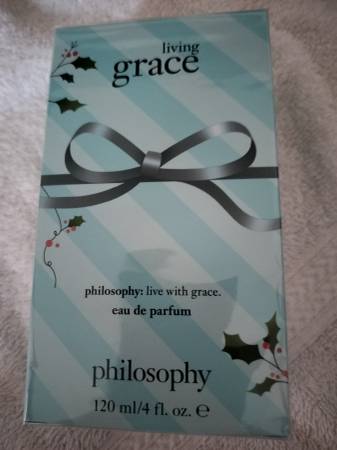 living
grace
philosophy: live with grace.
eau de parfum
philosophy
120 ml/4 fl. oz. ℮